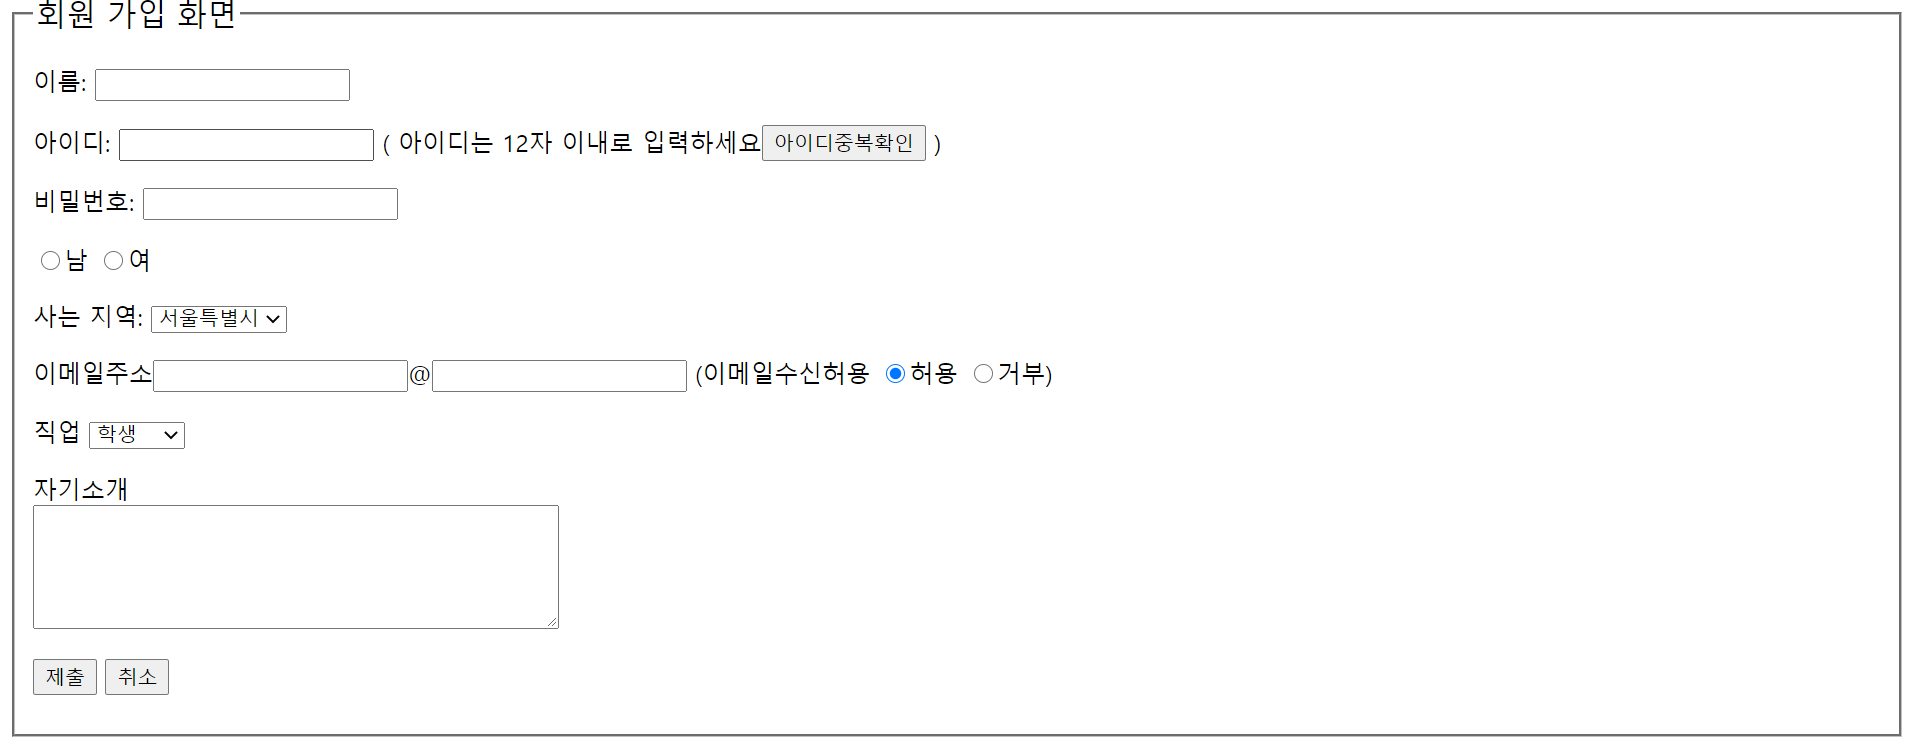 회원 가입 화면
이름:
아이디: ( 아이디는 12자 이내로 입력하세요 아이디중복확인 )
비밀번호:
남 여
사는 지역: 서울특별시
이메일주소 @ (이메일수신허용 허용 거부)
직업 학생
자기소개
제출 취소